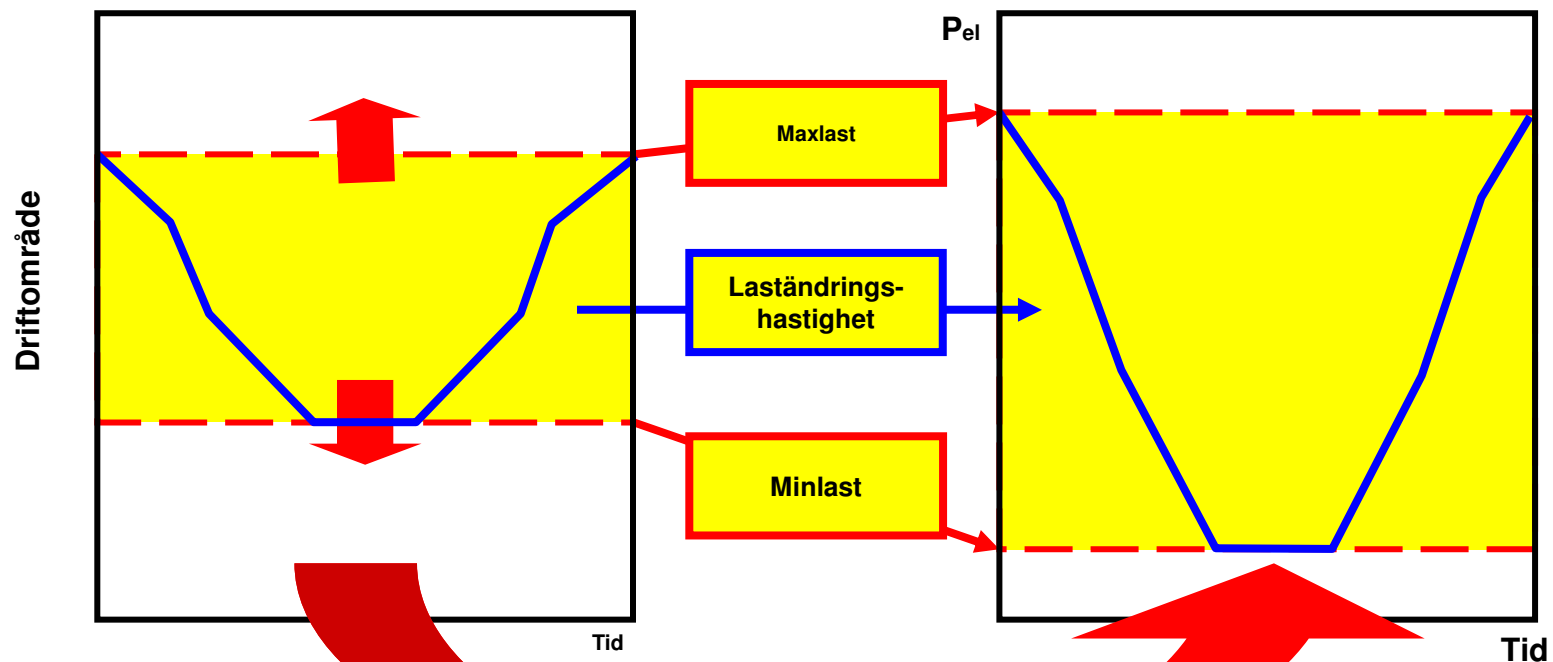 Driftområde
Tid
Maxlast
Laständrings-
hastighet
Minlast
Pel
Tid